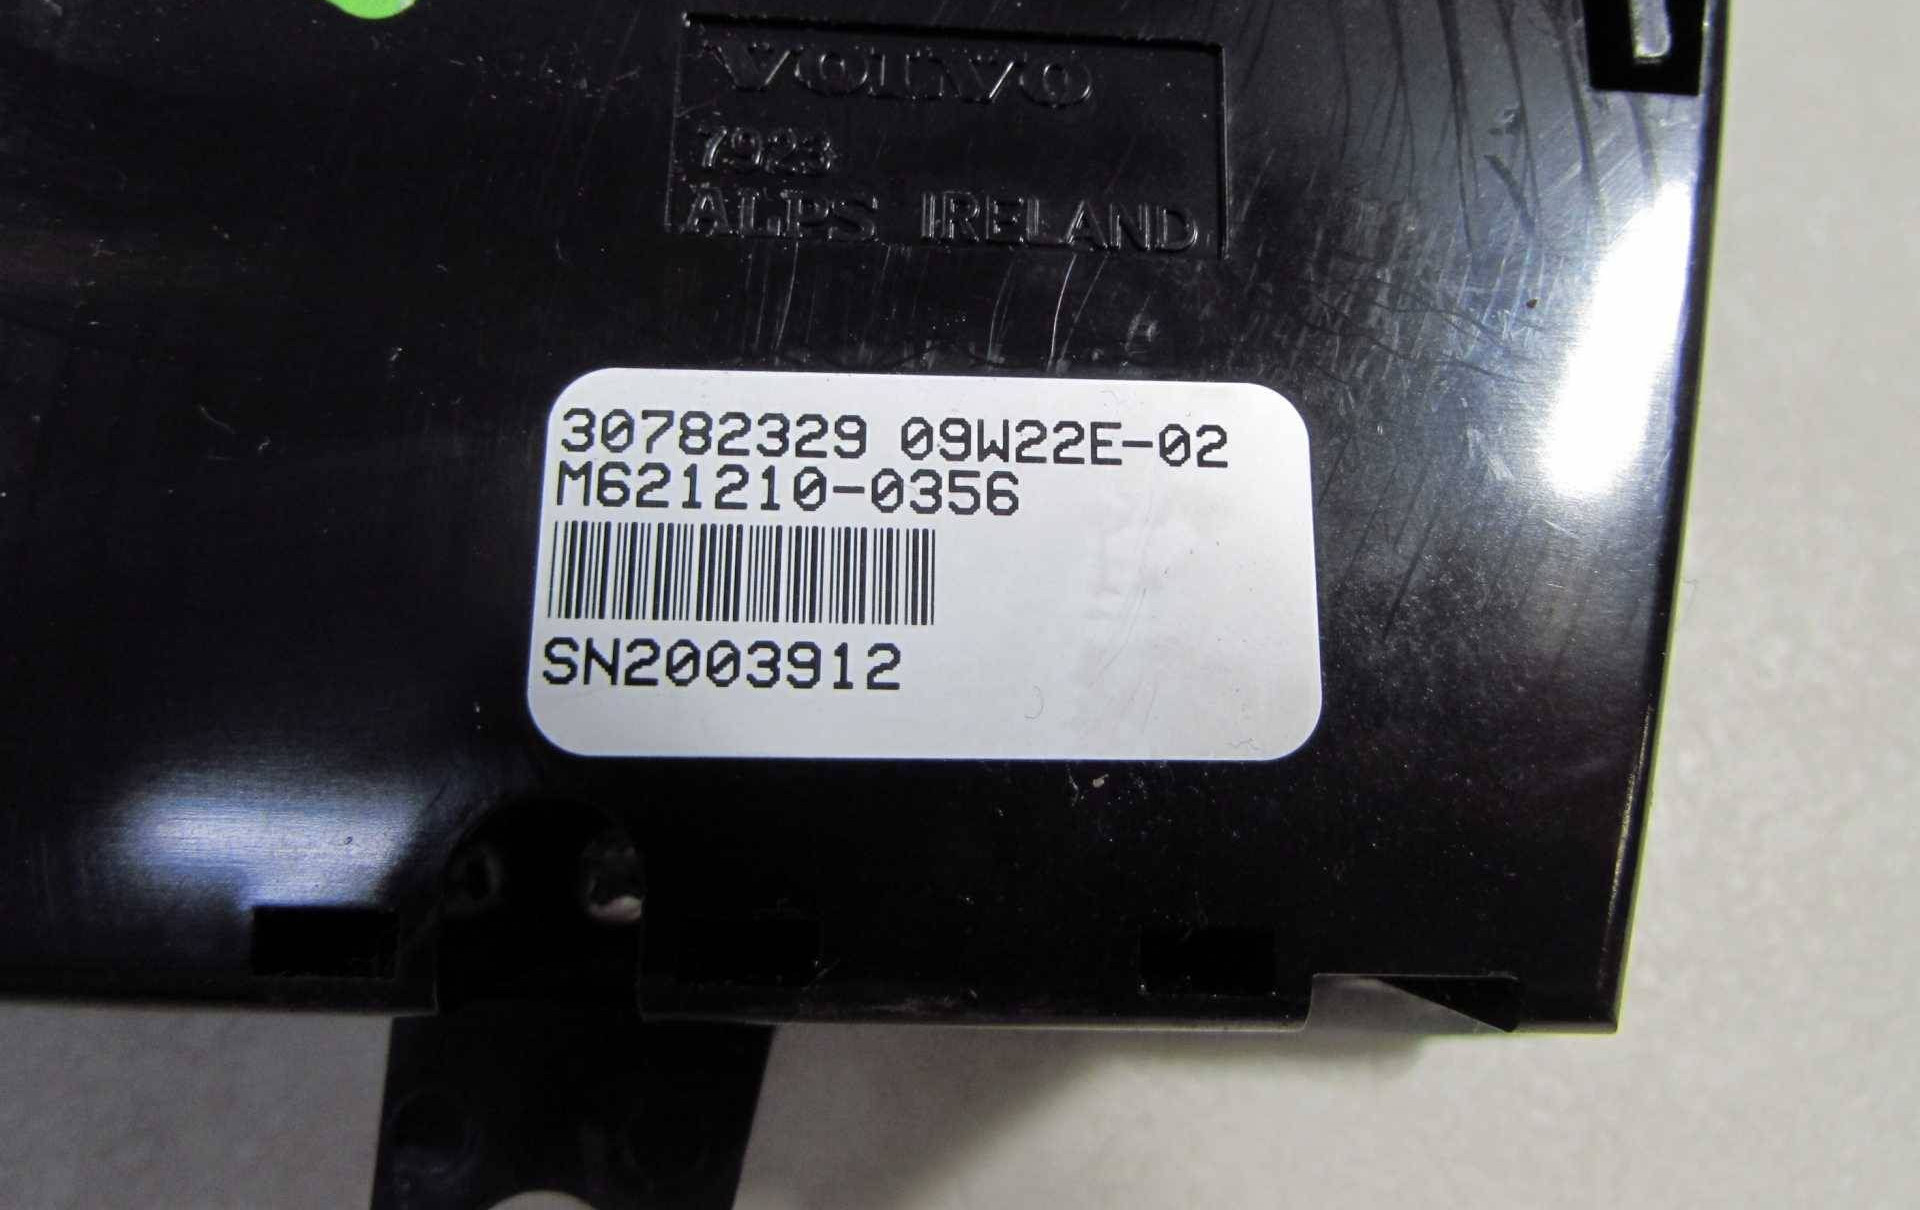 VOLVO
7923
ALPS IRELAND
30782329 09W22E-02
M621210-0356
SN2003912